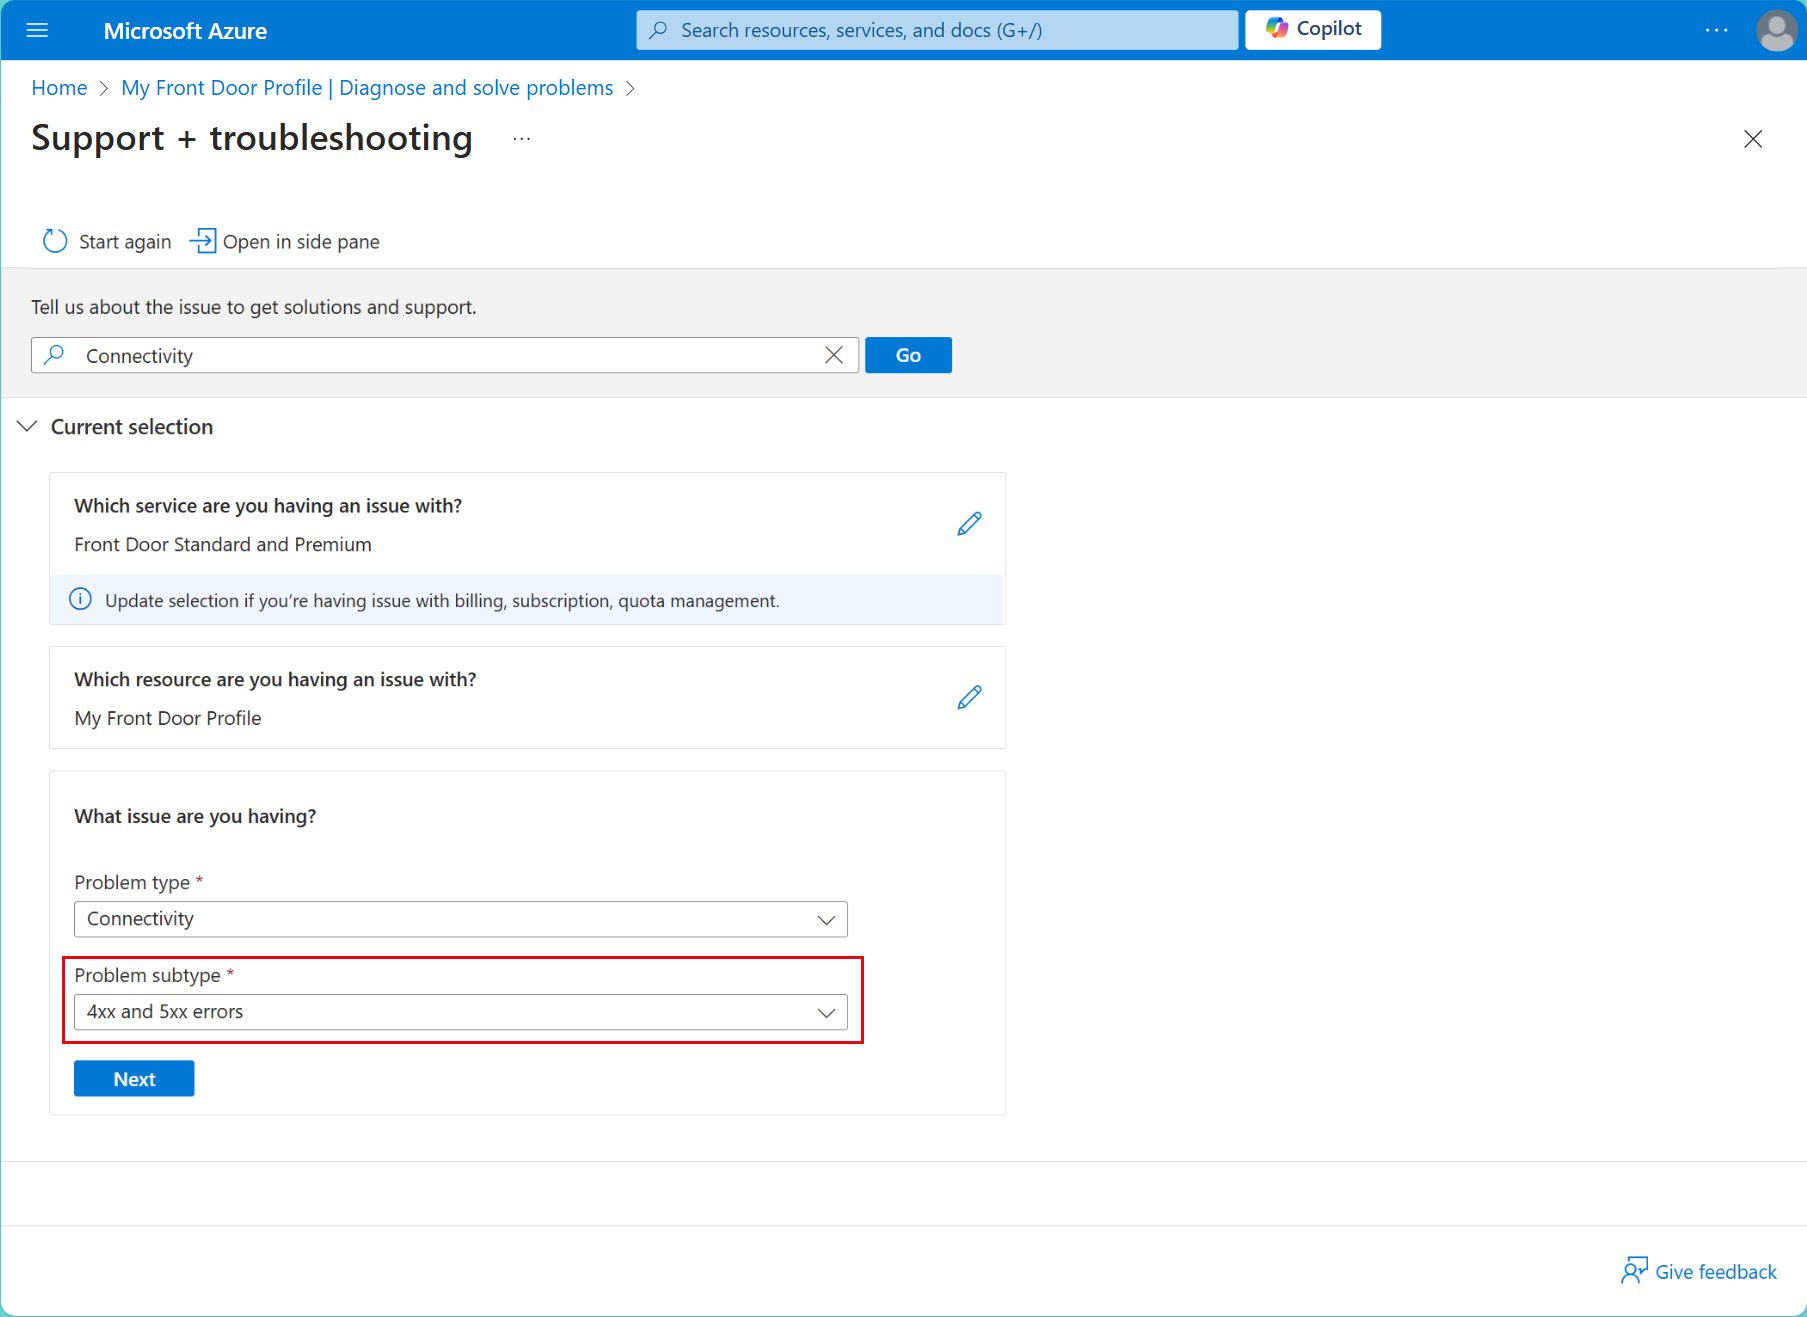 Microsoft Azure
Search resources, services, and docs (G+/)
Copilot
...
Home > My Front Door Profile | Diagnose and solve problems >
Support + troubleshooting ...
Start again
Open in side pane
Tell us about the issue to get solutions and support.
Connectivity
Go
Current selection
Which service are you having an issue with?
Front Door Standard and Premium
Update selection if you’re having issue with billing, subscription, quota management.
Which resource are you having an issue with?
My Front Door Profile
What issue are you having?
Problem type *
Connectivity
Problem subtype *
4xx and 5xx errors
Next
Give feedback